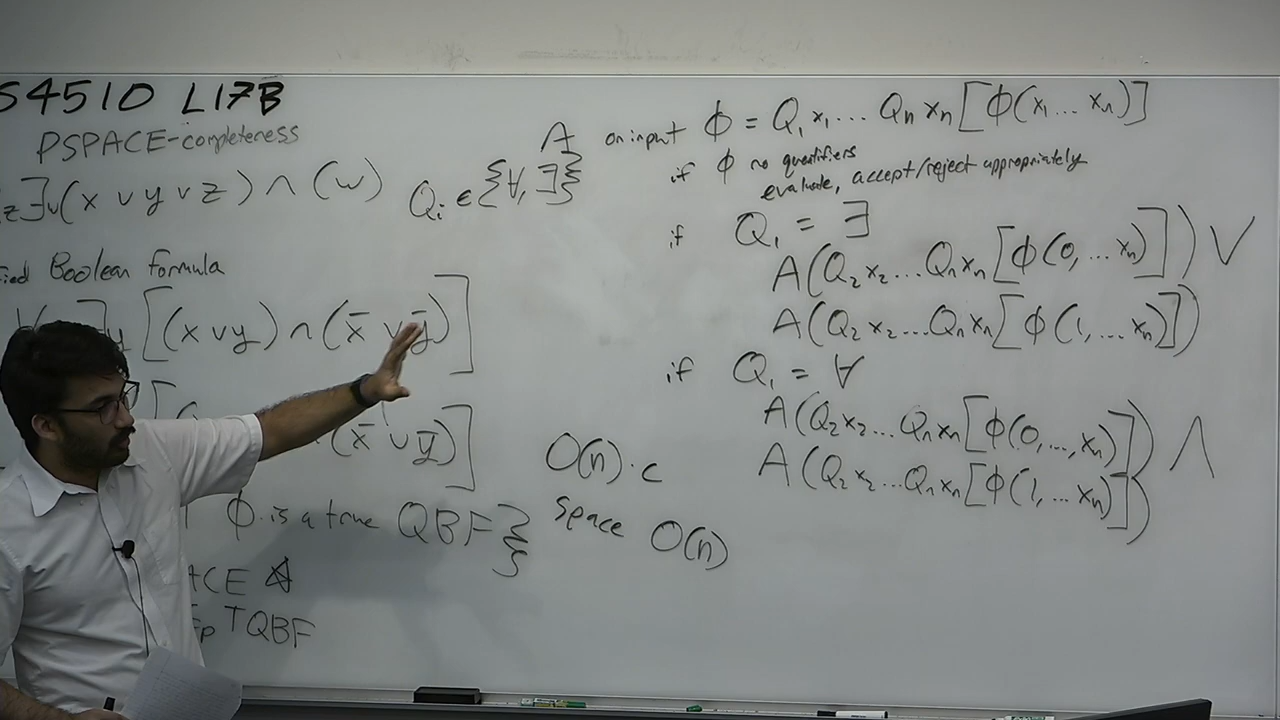 S4510 L17B
PSPACE-completeness
z∃ (x ∨ y ∨ z) ∧ (w)
Qᵢ ∈ {∀, ∃}
Boolean formula
[(x ∨ y) ∧ (x̄ ∨ ȳ)]
(x̄ ∨ ȳ)]
ϕ is a true QBF}
ACE ☆
p TQBF
O(n)·c
space O(n)
A on input ϕ = Q₁x₁... Qₙxₙ[ϕ(x₁... xₙ)]
if ϕ no quantifiers
evaluate, accept/reject appropriately
if Q₁ = ∃
A(Q₂x₂...Qₙxₙ[ϕ(0,... xₙ)]) ∨
A(Q₂x₂...Qₙxₙ[ϕ(1,... xₙ)])
if Q₁ = ∀
A(Q₂x₂...Qₙxₙ[ϕ(0,...,xₙ)]) ∧
A(Q₂x₂...Qₙxₙ[ϕ(1,... xₙ)])